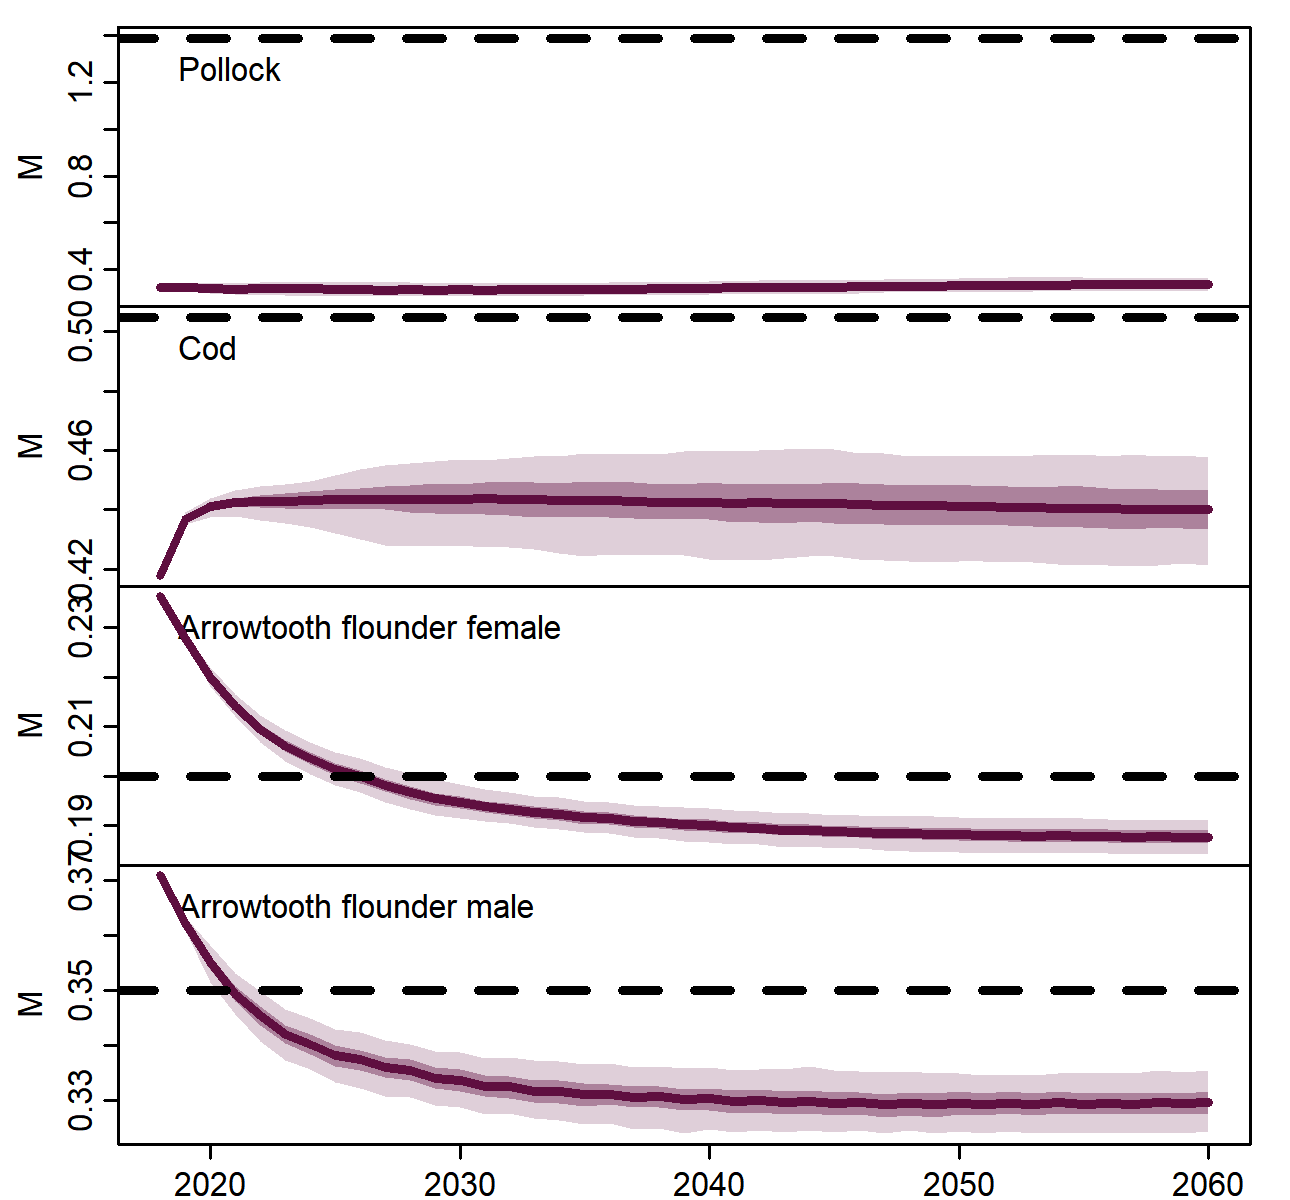 Pollock
M
1.2
0.8
0.4
Cod
M
0.50
0.46
0.42
Arrowtooth flounder female
M
0.23
0.21
0.19
Arrowtooth flounder male
M
0.37
0.35
0.33
2020 2030 2040 2050 2060